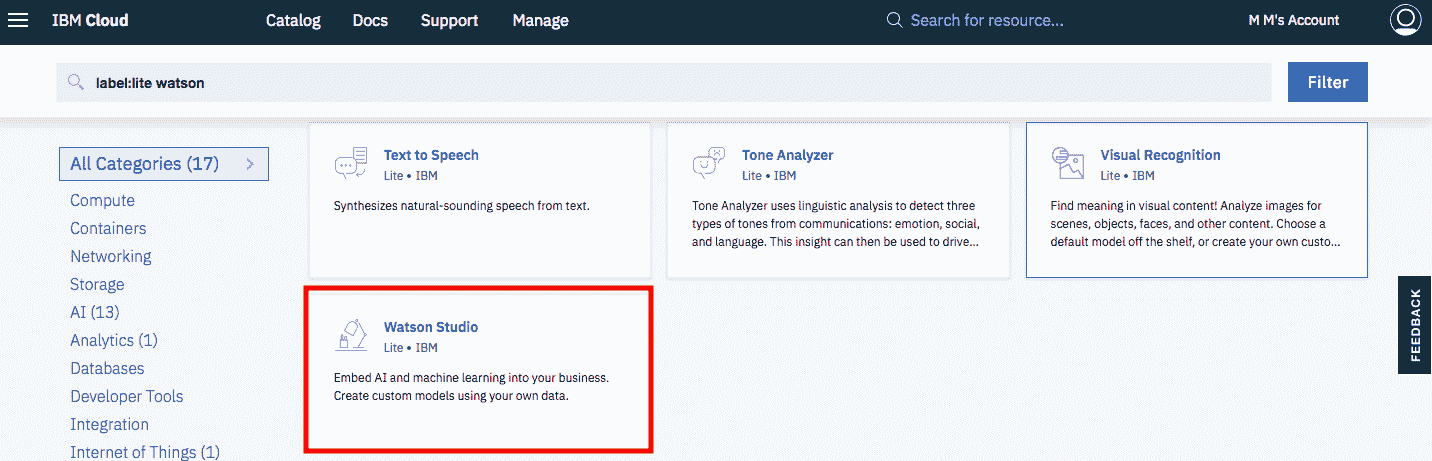 IBM Cloud Catalog Docs Support Manage Search for resource... M M's Account
label:lite watson Filter
All Categories (17)
Compute
Containers
Networking
Storage
AI (13)
Analytics (1)
Databases
Developer Tools
Integration
Internet of Things (1)
Text to Speech
Lite • IBM
Synthesizes natural-sounding speech from text.
Tone Analyzer
Lite • IBM
Tone Analyzer uses linguistic analysis to detect three
types of tones from communications: emotion, social,
and language. This insight can then be used to drive...
Visual Recognition
Lite • IBM
Find meaning in visual content! Analyze images for
scenes, objects, faces, and other content. Choose a
default model off the shelf, or create your own custo...
Watson Studio
Lite • IBM
Embed AI and machine learning into your business.
Create custom models using your own data.
FEEDBACK